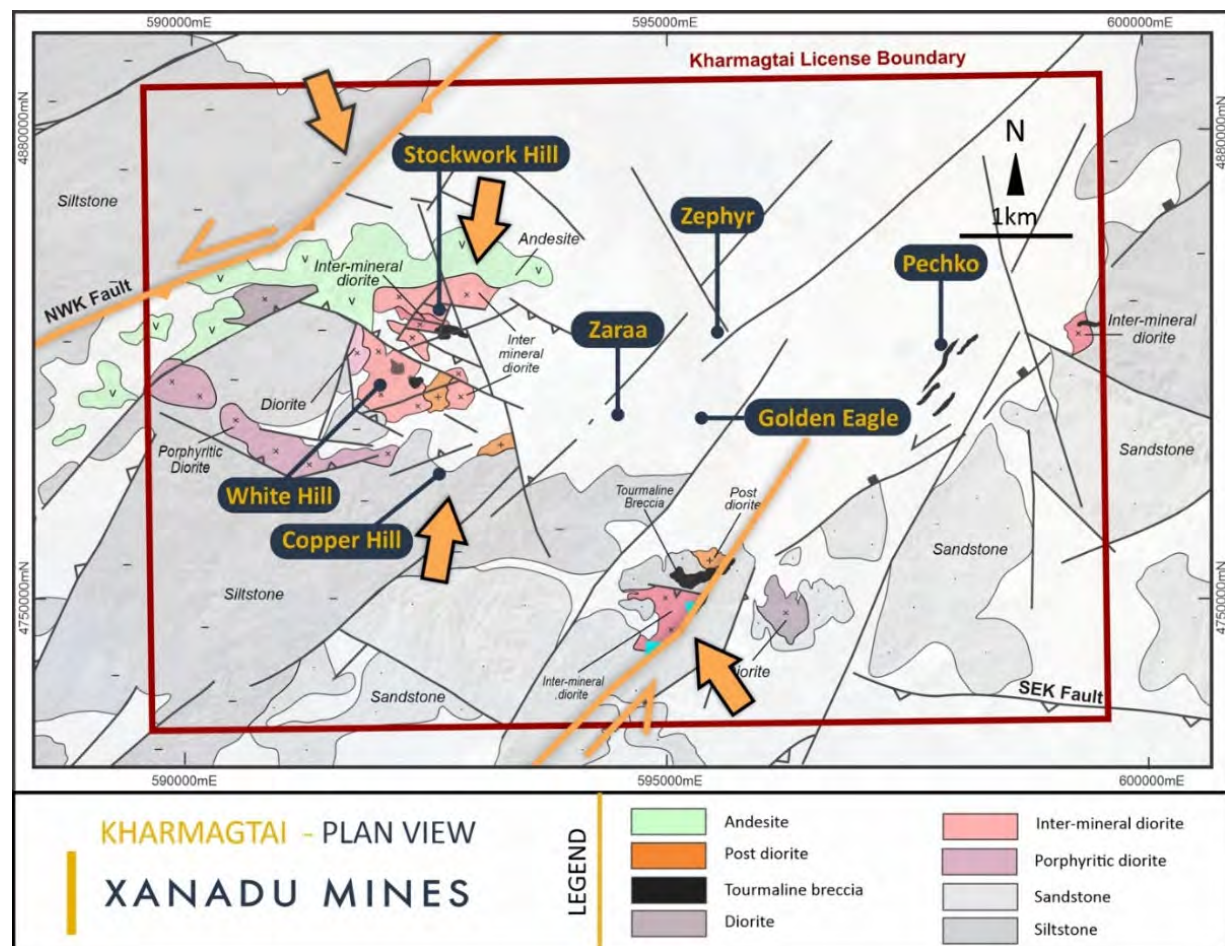 590000mE
595000mE
600000mE
Kharmagtai License Boundary
4880000mN
4880000mN
N
1km
Stockwork Hill
Siltstone
Zephyr
Andesite
Inter-mineral
diorite
Pechko
NWK Fault
Zaraa
Inter-mineral
diorite
Inter
mineral
diorite
Diorite
Golden Eagle
Porphyritic
Diorite
Sandstone
White Hill
Tourmaline
Breccia
Post
diorite
Copper Hill
Sandstone
Siltstone
4750000mN
4750000mN
Inter-mineral
diorite
Sandstone
SEK Fault
590000mE
595000mE
600000mE
KHARMAGTAI - PLAN VIEW
XANADU MINES
LEGEND
Andesite
Post diorite
Tourmaline breccia
Diorite
Inter-mineral diorite
Porphyritic diorite
Sandstone
Siltstone